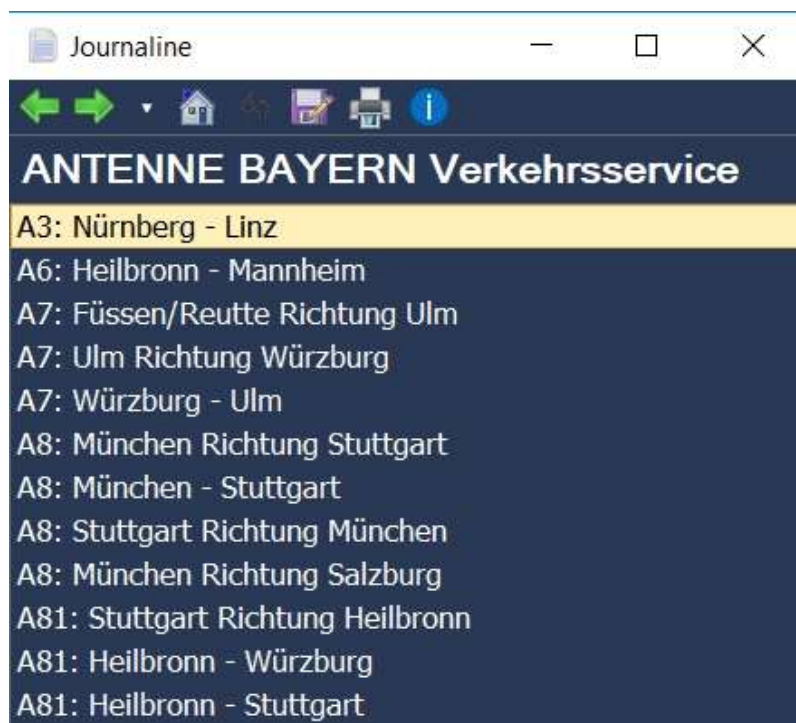 Journaline
ANTENNE BAYERN Verkehrsservice
A3: Nürnberg - Linz
A6: Heilbronn - Mannheim
A7: Füssen/Reutte Richtung Ulm
A7: Ulm Richtung Würzburg
A7: Würzburg - Ulm
A8: München Richtung Stuttgart
A8: München - Stuttgart
A8: Stuttgart Richtung München
A8: München Richtung Salzburg
A81: Stuttgart Richtung Heilbronn
A81: Heilbronn - Würzburg
A81: Heilbronn - Stuttgart